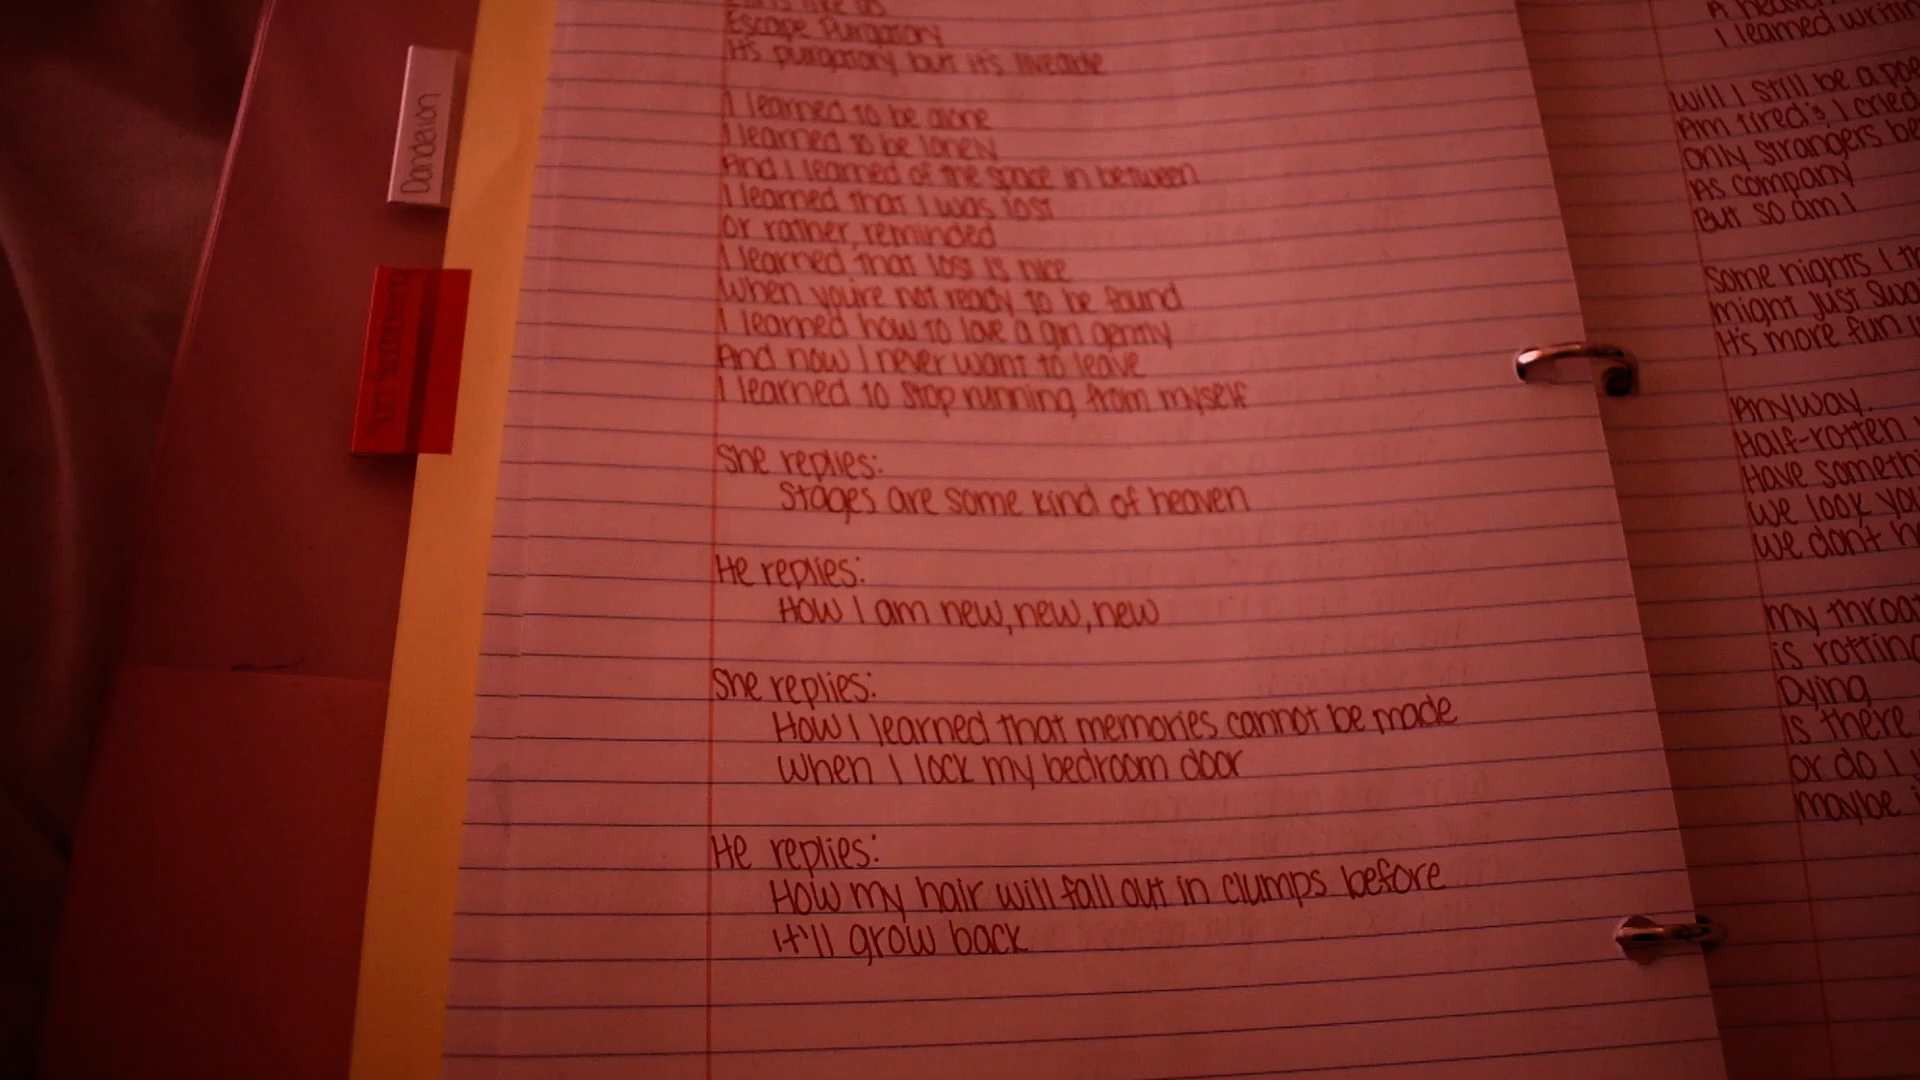 Escape Purgatory
It's purgatory but it's liveable
I learned to be alone
I learned to be lonely
And I learned of the space in between
I learned that I was lost
Or rather, reminded
I learned that lost is nice
When you're not ready to be found
I learned how to love a girl gently
And now I never want to leave
I learned to stop running from myself
She replies:
Stages are some kind of heaven
He replies:
How I am new, new, new
She replies:
How I learned that memories cannot be made
When I lock my bedroom door
He replies:
How my hair will fall out in clumps before
it'll grow back
Dandelion
I learned
Will I still be a
Am tired? I cried
Only strangers
As company
But so am I
Some nights I
Might just
It's more fun
Anyway.
Half-rotten
Have
We look
We don't
My
is
Dying
Is there
Or do I
Maybe